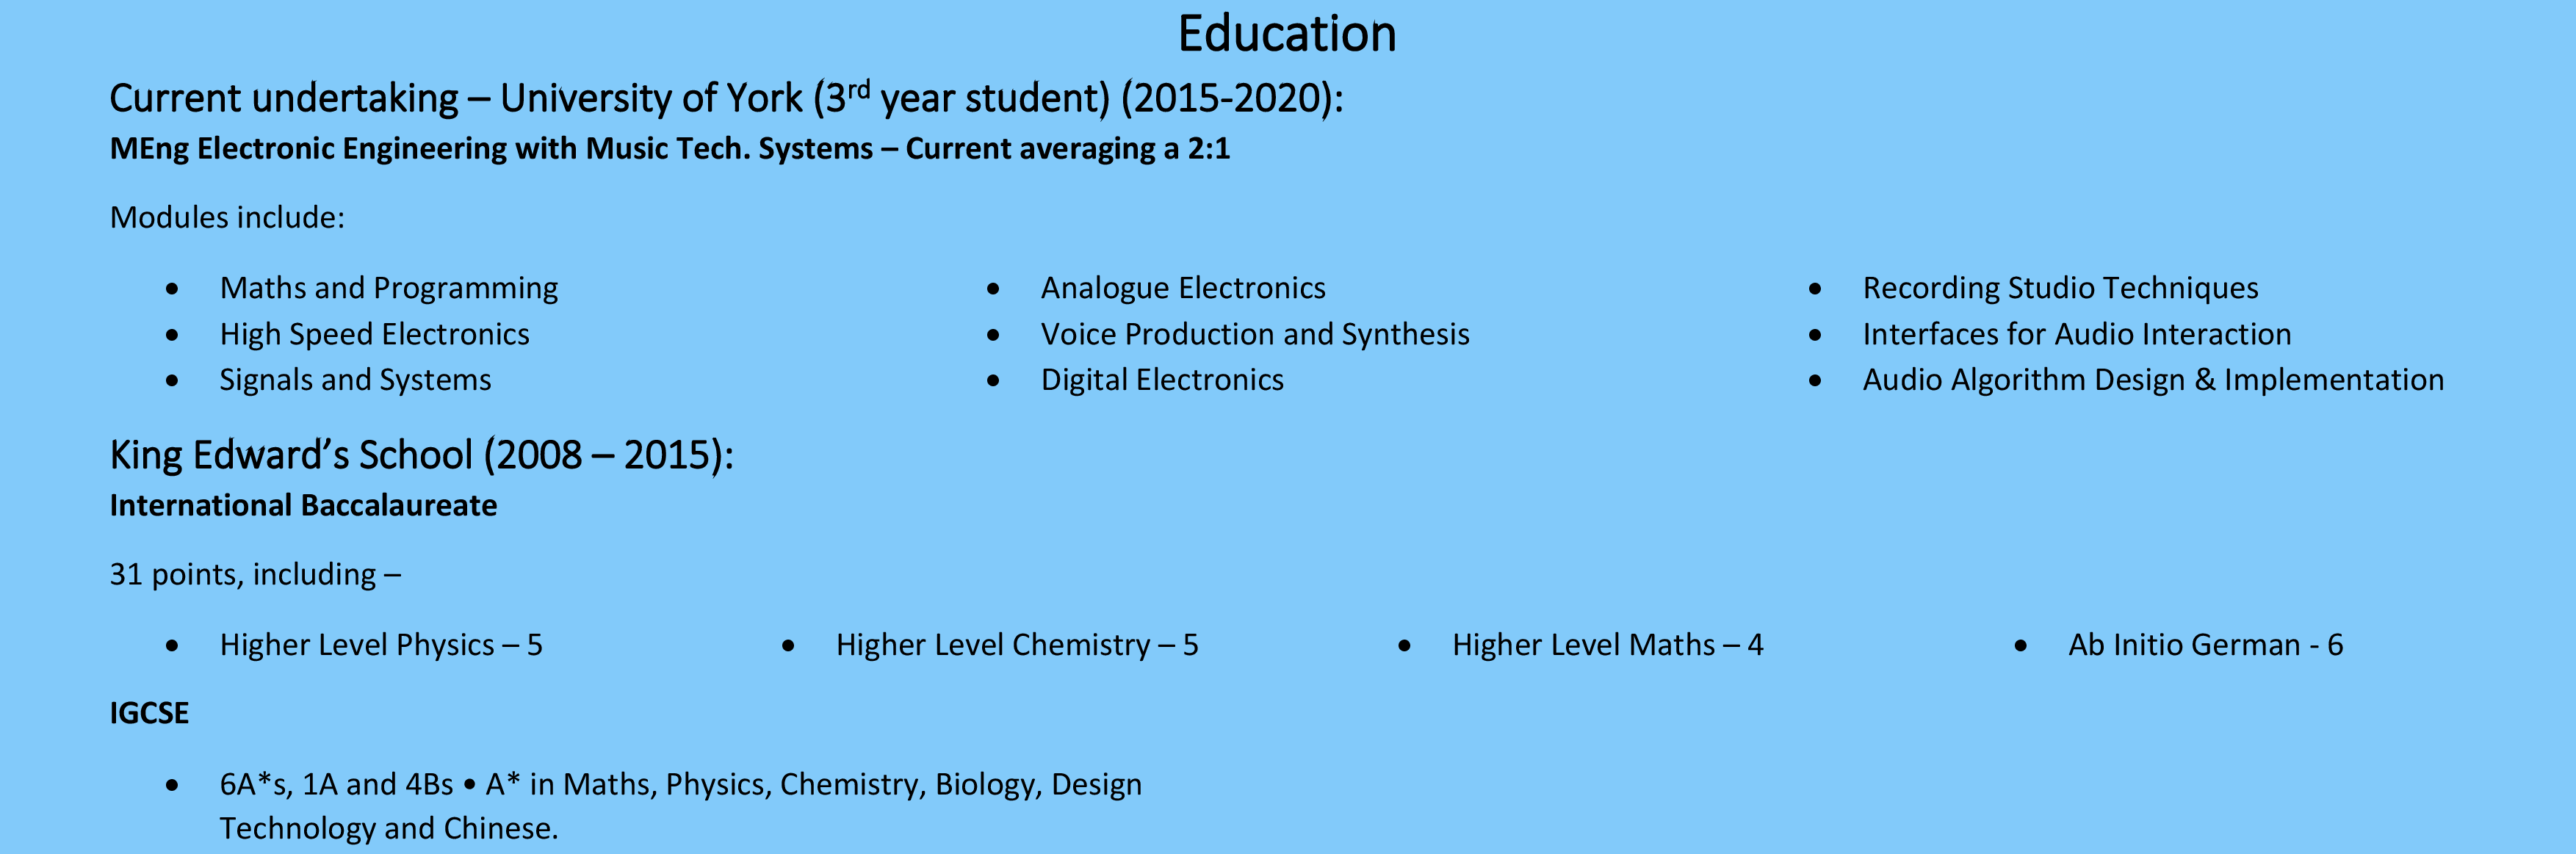 Education
Current undertaking – University of York (3rd year student) (2015-2020):
MEng Electronic Engineering with Music Tech. Systems – Current averaging a 2:1
Modules include:
• Maths and Programming
• High Speed Electronics
• Signals and Systems
• Analogue Electronics
• Voice Production and Synthesis
• Digital Electronics
• Recording Studio Techniques
• Interfaces for Audio Interaction
• Audio Algorithm Design & Implementation
King Edward’s School (2008 – 2015):
International Baccalaureate
31 points, including –
• Higher Level Physics – 5
• Higher Level Chemistry – 5
• Higher Level Maths – 4
• Ab Initio German - 6
IGCSE
• 6A*s, 1A and 4Bs • A* in Maths, Physics, Chemistry, Biology, Design
Technology and Chinese.